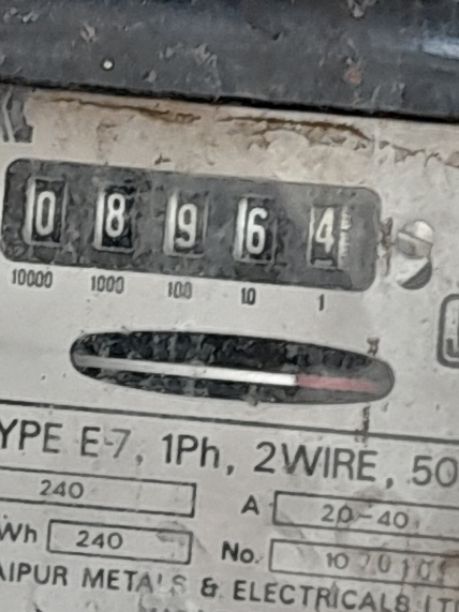 0 8 9 6 4
10000 1000 100 10 1
YPE E-7, 1Ph, 2WIRE, 50
240 A 20-40
Wh 240 No.
AIPUR METALS & ELECTRICALS LT